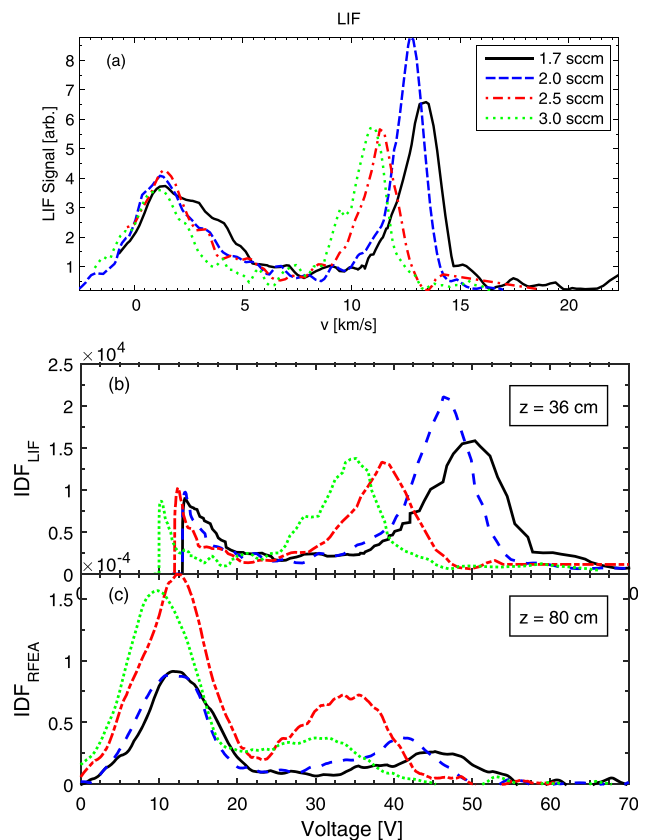 LIF
(a)
1.7 sccm
2.0 sccm
2.5 sccm
3.0 sccm
LIF Signal [arb.]
8
7
6
5
4
3
2
1
0
5
10
15
20
v [km/s]
×10⁴
2.5
2
1.5
1
0.5
0
(b)
z = 36 cm
IDF_LIF
×10⁻⁴
0
0
(c)
z = 80 cm
IDF_RFEA
1.5
1
0.5
0
0
10
20
30
40
50
60
70
Voltage [V]